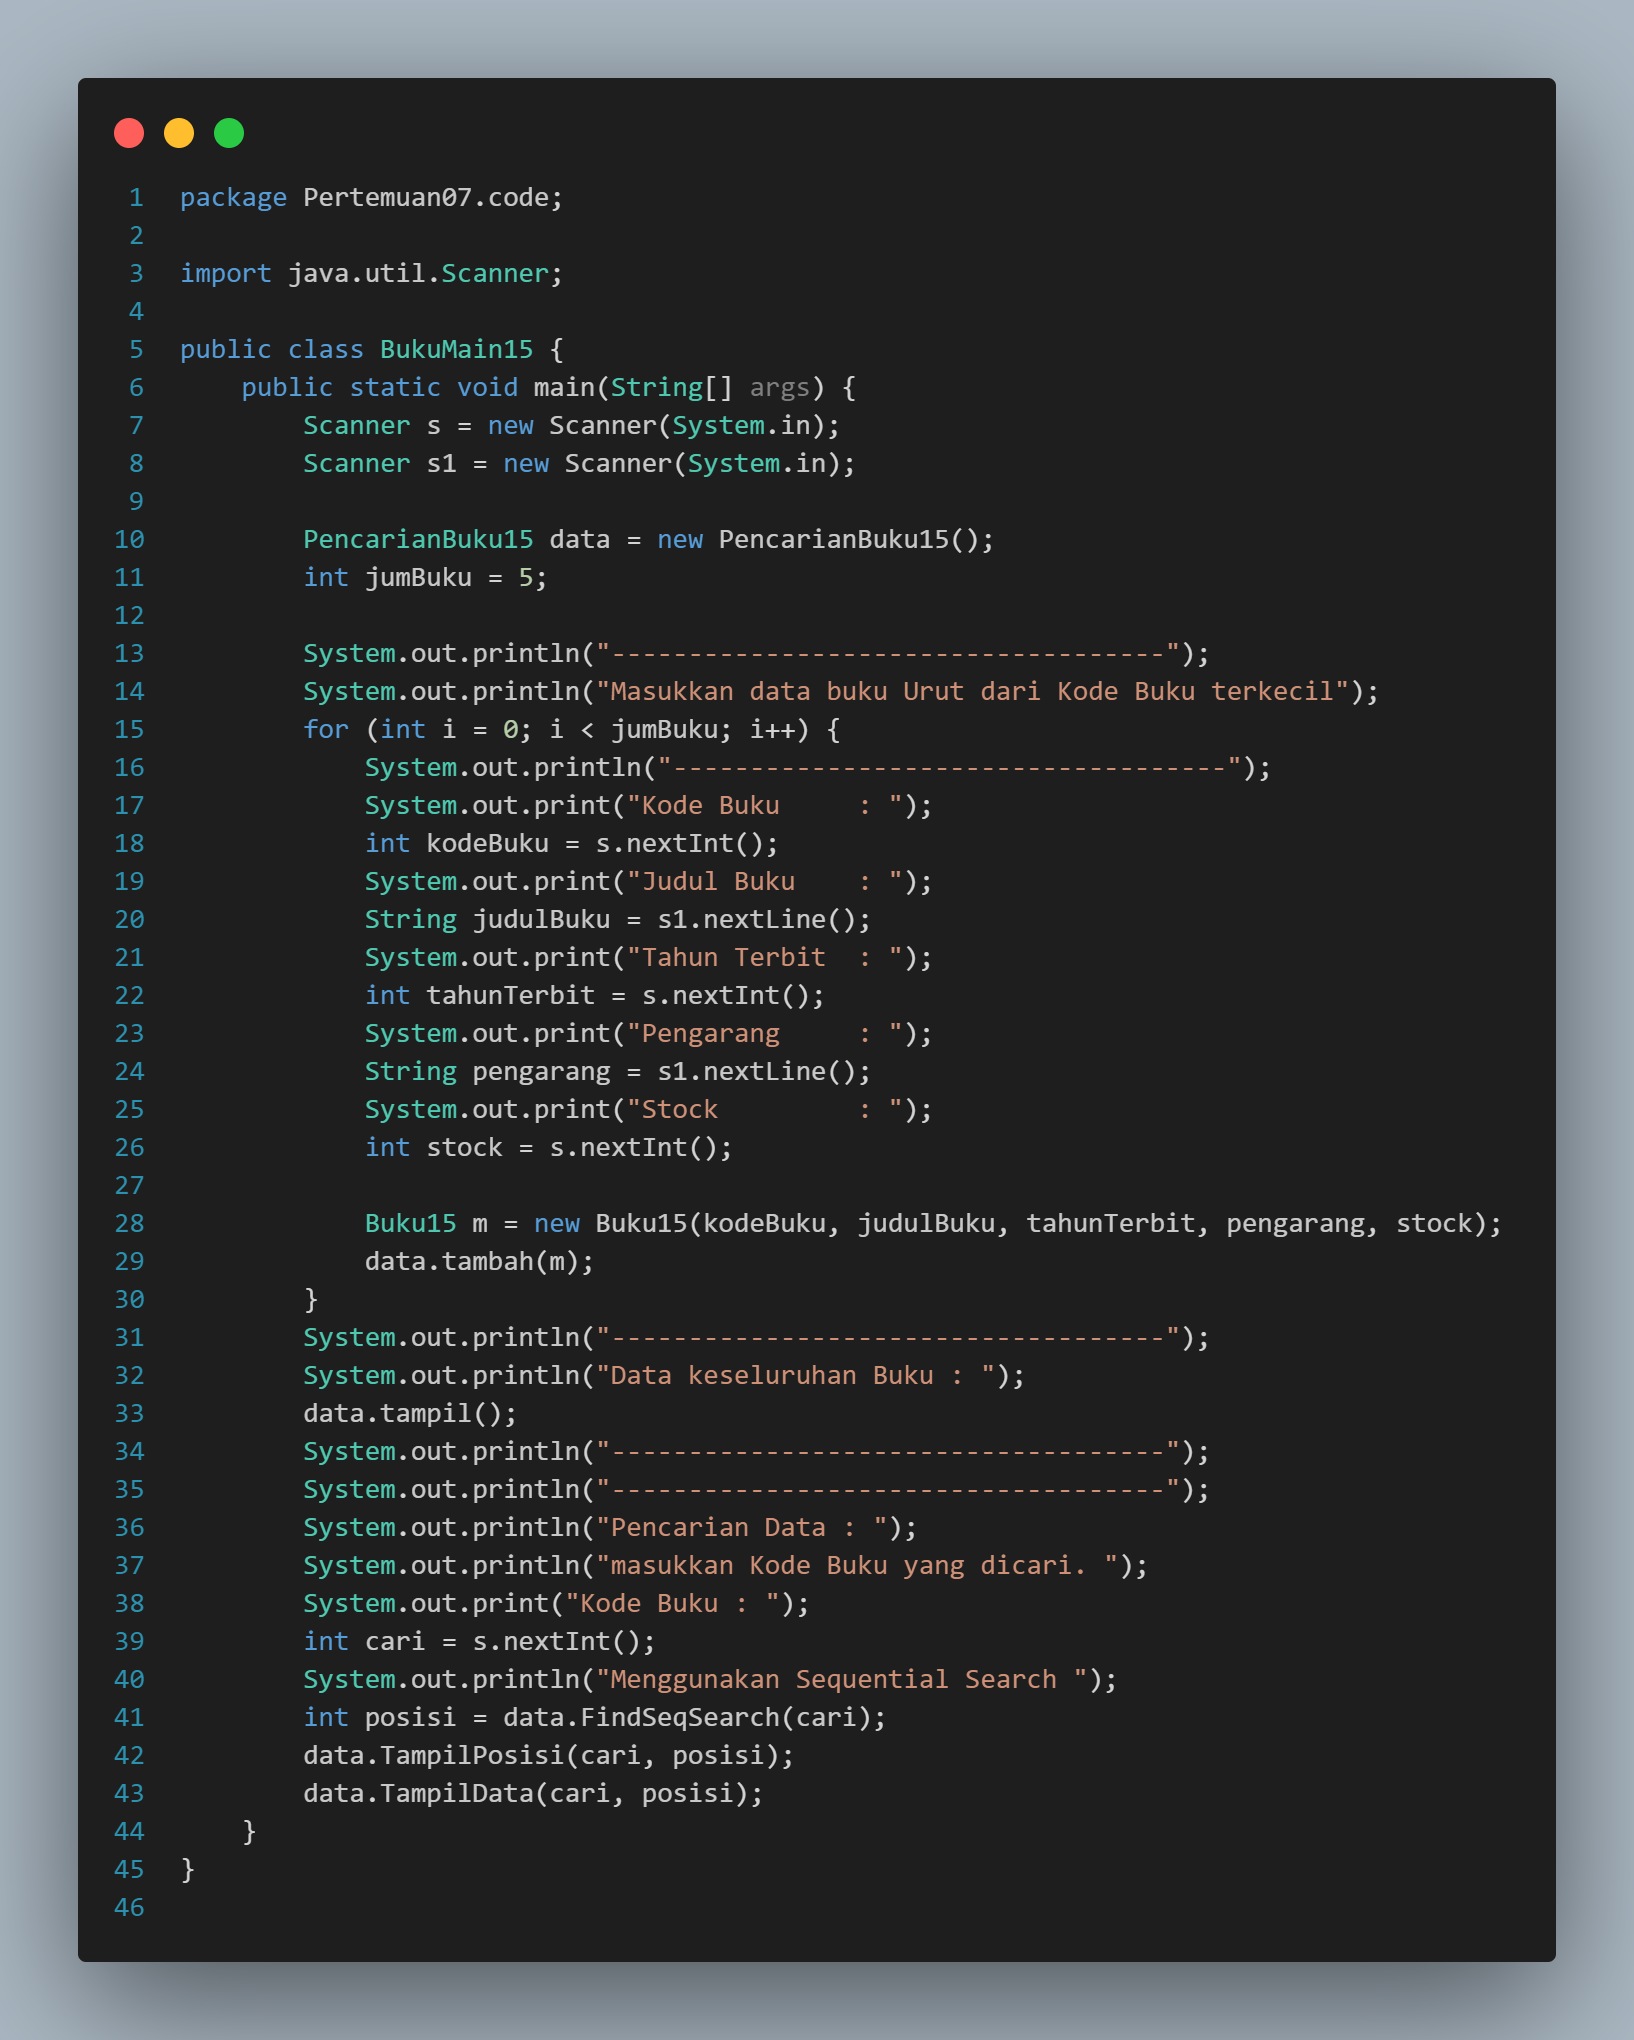 1 package Pertemuan07.code;
2
3 import java.util.Scanner;
4
5 public class BukuMain15 {
6     public static void main(String[] args) {
7         Scanner s = new Scanner(System.in);
8         Scanner s1 = new Scanner(System.in);
9
10         PencarianBuku15 data = new PencarianBuku15();
11         int jumBuku = 5;
12
13         System.out.println("------------------------------------");
14         System.out.println("Masukkan data buku Urut dari Kode Buku terkecil");
15         for (int i = 0; i < jumBuku; i++) {
16             System.out.println("------------------------------------");
17             System.out.print("Kode Buku     : ");
18             int kodeBuku = s.nextInt();
19             System.out.print("Judul Buku    : ");
20             String judulBuku = s1.nextLine();
21             System.out.print("Tahun Terbit  : ");
22             int tahunTerbit = s.nextInt();
23             System.out.print("Pengarang     : ");
24             String pengarang = s1.nextLine();
25             System.out.print("Stock         : ");
26             int stock = s.nextInt();
27
28             Buku15 m = new Buku15(kodeBuku, judulBuku, tahunTerbit, pengarang, stock);
29             data.tambah(m);
30         }
31         System.out.println("------------------------------------");
32         System.out.println("Data keseluruhan Buku : ");
33         data.tampil();
34         System.out.println("------------------------------------");
35         System.out.println("------------------------------------");
36         System.out.println("Pencarian Data : ");
37         System.out.println("masukkan Kode Buku yang dicari. ");
38         System.out.print("Kode Buku : ");
39         int cari = s.nextInt();
40         System.out.println("Menggunakan Sequential Search ");
41         int posisi = data.FindSeqSearch(cari);
42         data.TampilPosisi(cari, posisi);
43         data.TampilData(cari, posisi);
44     }
45 }
46